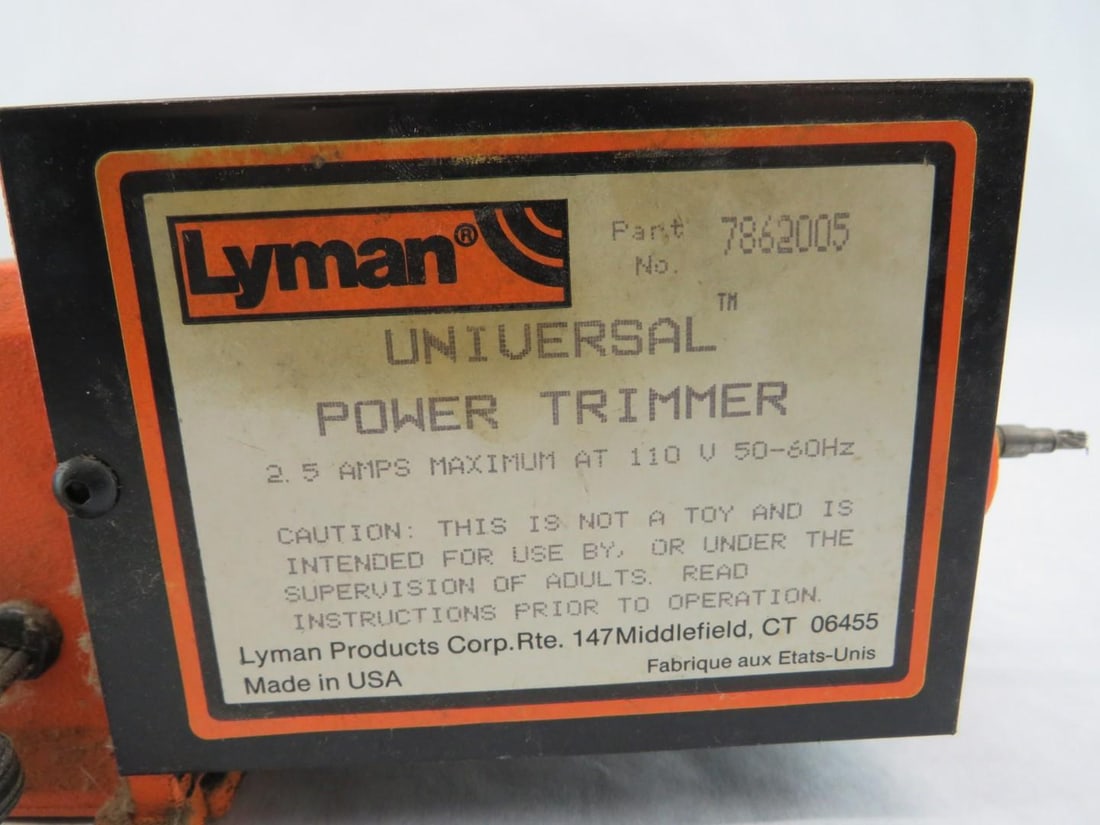 Lyman®
Part No. 7862005
UNIVERSAL™
POWER TRIMMER
2.5 AMPS MAXIMUM AT 110 V 50-60Hz
CAUTION: THIS IS NOT A TOY AND IS
INTENDED FOR USE BY, OR UNDER THE
SUPERVISION OF ADULTS. READ
INSTRUCTIONS PRIOR TO OPERATION.
Lyman Products Corp.Rte. 147Middlefield, CT 06455
Made in USA
Fabrique aux Etats-Unis